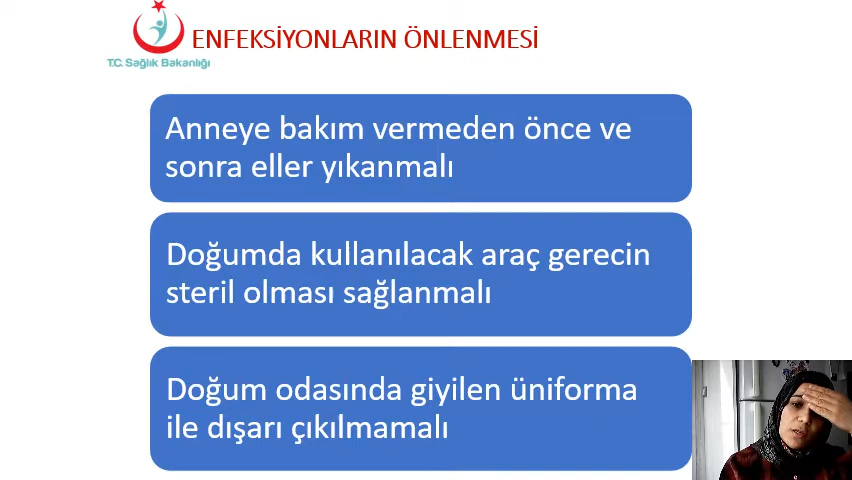 ENFEKSİYONLARIN ÖNLENMESİ
T.C. Sağlık Bakanlığı
Anneye bakım vermeden önce ve
sonra eller yıkanmalı
Doğumda kullanılacak araç gerecin
steril olması sağlanmalı
Doğum odasında giyilen üniforma
ile dışarı çıkılmamalı